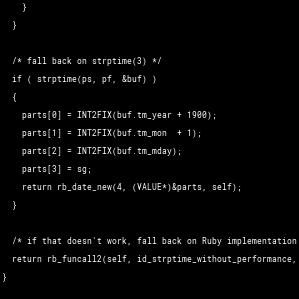 }
}
/* fall back on strptime(3) */
if ( strptime(ps, pf, &buf) )
{
parts[0] = INT2FIX(buf.tm_year + 1900);
parts[1] = INT2FIX(buf.tm_mon  + 1);
parts[2] = INT2FIX(buf.tm_mday);
parts[3] = sg;
return rb_date_new(4, (VALUE*)&parts, self);
}
/* if that doesn't work, fall back on Ruby implementation
return rb_funcall2(self, id_strptime_without_performance,
}